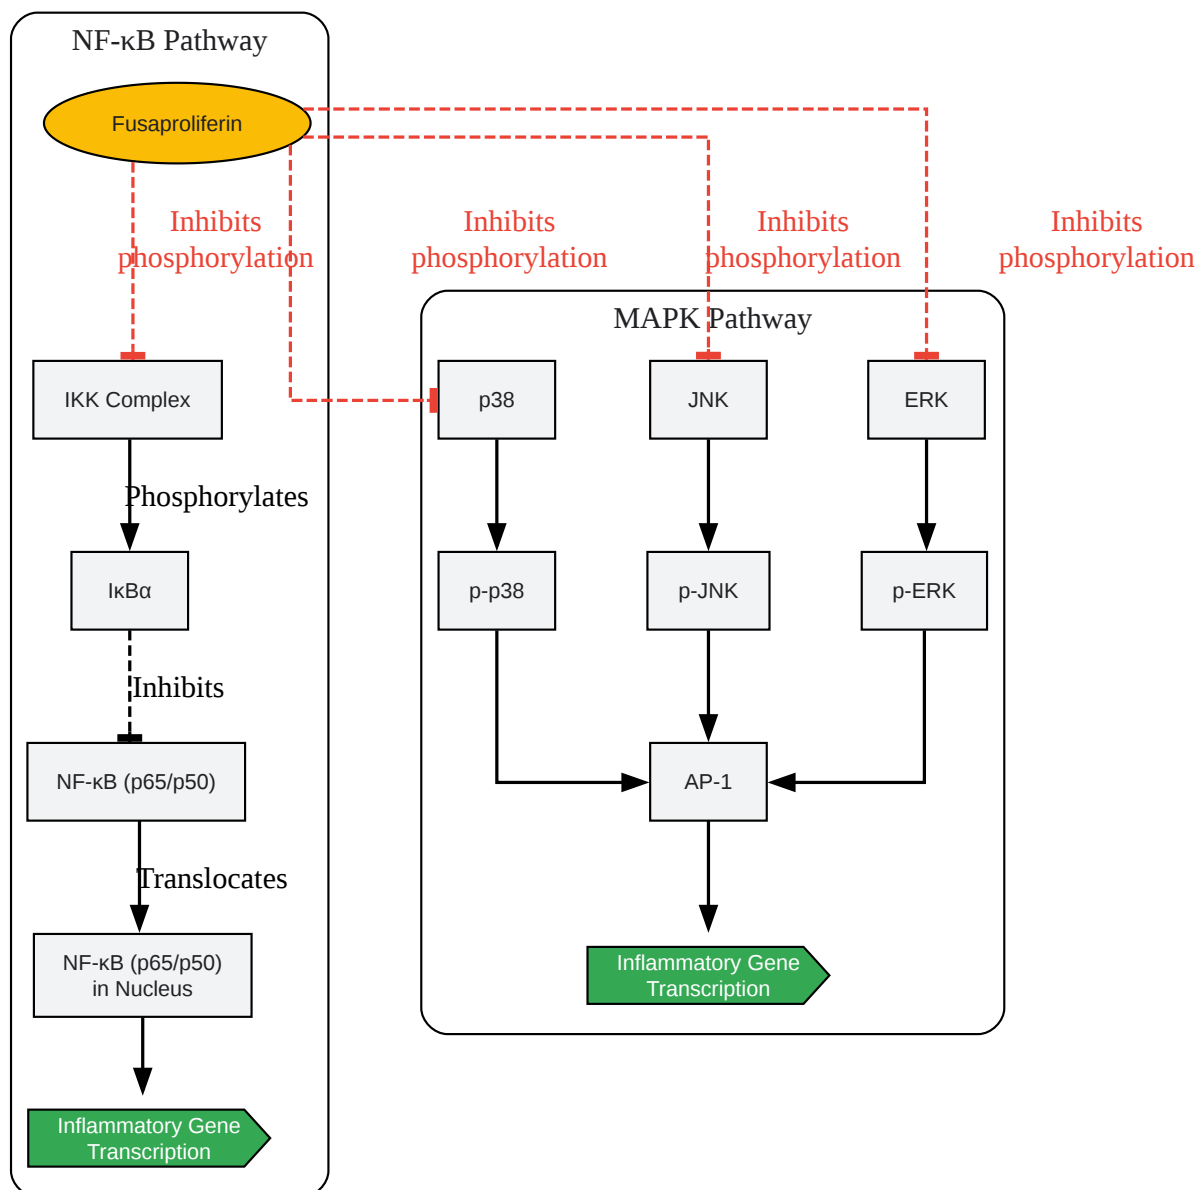 NF-κB Pathway
Fusaproliferin
Inhibits
phosphorylation
Inhibits
phosphorylation
Inhibits
phosphorylation
Inhibits
phosphorylation
MAPK Pathway
IKK Complex
p38
JNK
ERK
Phosphorylates
IκBα
p-p38
p-JNK
p-ERK
Inhibits
NF-κB (p65/p50)
AP-1
Translocates
NF-κB (p65/p50)
in Nucleus
Inflammatory Gene
Transcription
Inflammatory Gene
Transcription